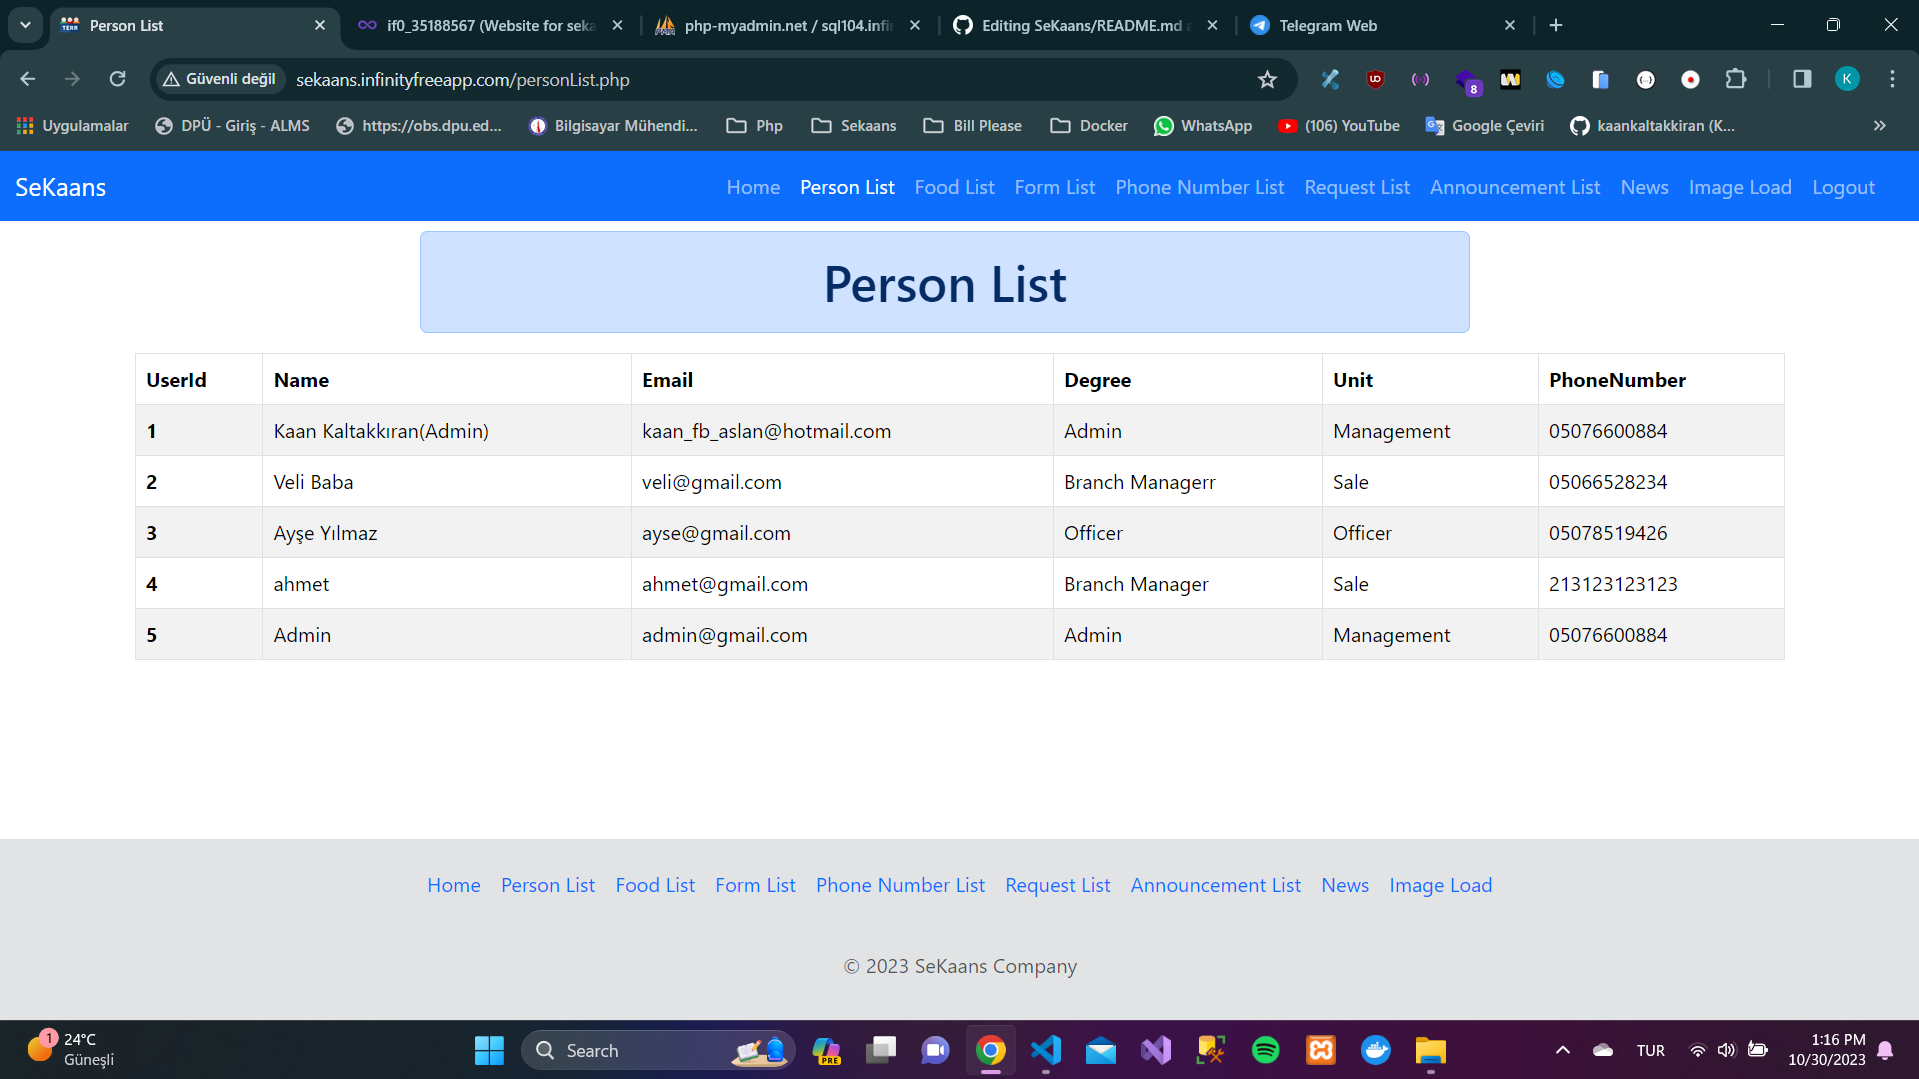 Person List
if0_35188567 (Website for seka
php-myadmin.net / sql104.infi
Editing SeKaans/README.md a
Telegram Web
Güvenli değil
sekaans.infinityfreeapp.com/personList.php
8
K
Uygulamalar
DPÜ - Giriş - ALMS
https://obs.dpu.ed...
Bilgisayar Mühendi...
Php
Sekaans
Bill Please
Docker
WhatsApp
(106) YouTube
Google Çeviri
kaankaltakkiran (K...
SeKaans
Home Person List Food List Form List Phone Number List Request List Announcement List News Image Load Logout
Person List
UserId Name Email Degree Unit PhoneNumber
1 Kaan Kaltakkıran(Admin) kaan_fb_aslan@hotmail.com Admin Management 05076600884
2 Veli Baba veli@gmail.com Branch Managerr Sale 05066528234
3 Ayşe Yılmaz ayse@gmail.com Officer Officer 05078519426
4 ahmet ahmet@gmail.com Branch Manager Sale 213123123123
5 Admin admin@gmail.com Admin Management 05076600884
Home Person List Food List Form List Phone Number List Request List Announcement List News Image Load
© 2023 SeKaans Company
1
24°C
Güneşli
Search
PRE
TUR
1:16 PM
10/30/2023